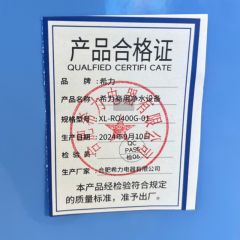 产品合格证
QUALFIED CERTIFI CATE
品 牌：希力
产品名称：希力商用净水设备
规格型号：XL-RO400G-01
生产日期：2024年9月10日
检 验 员：
QC
PASS
检06
生产厂家：合肥希力电器有限公司
本产品经检验符合规定
的质量标准，准予出厂。